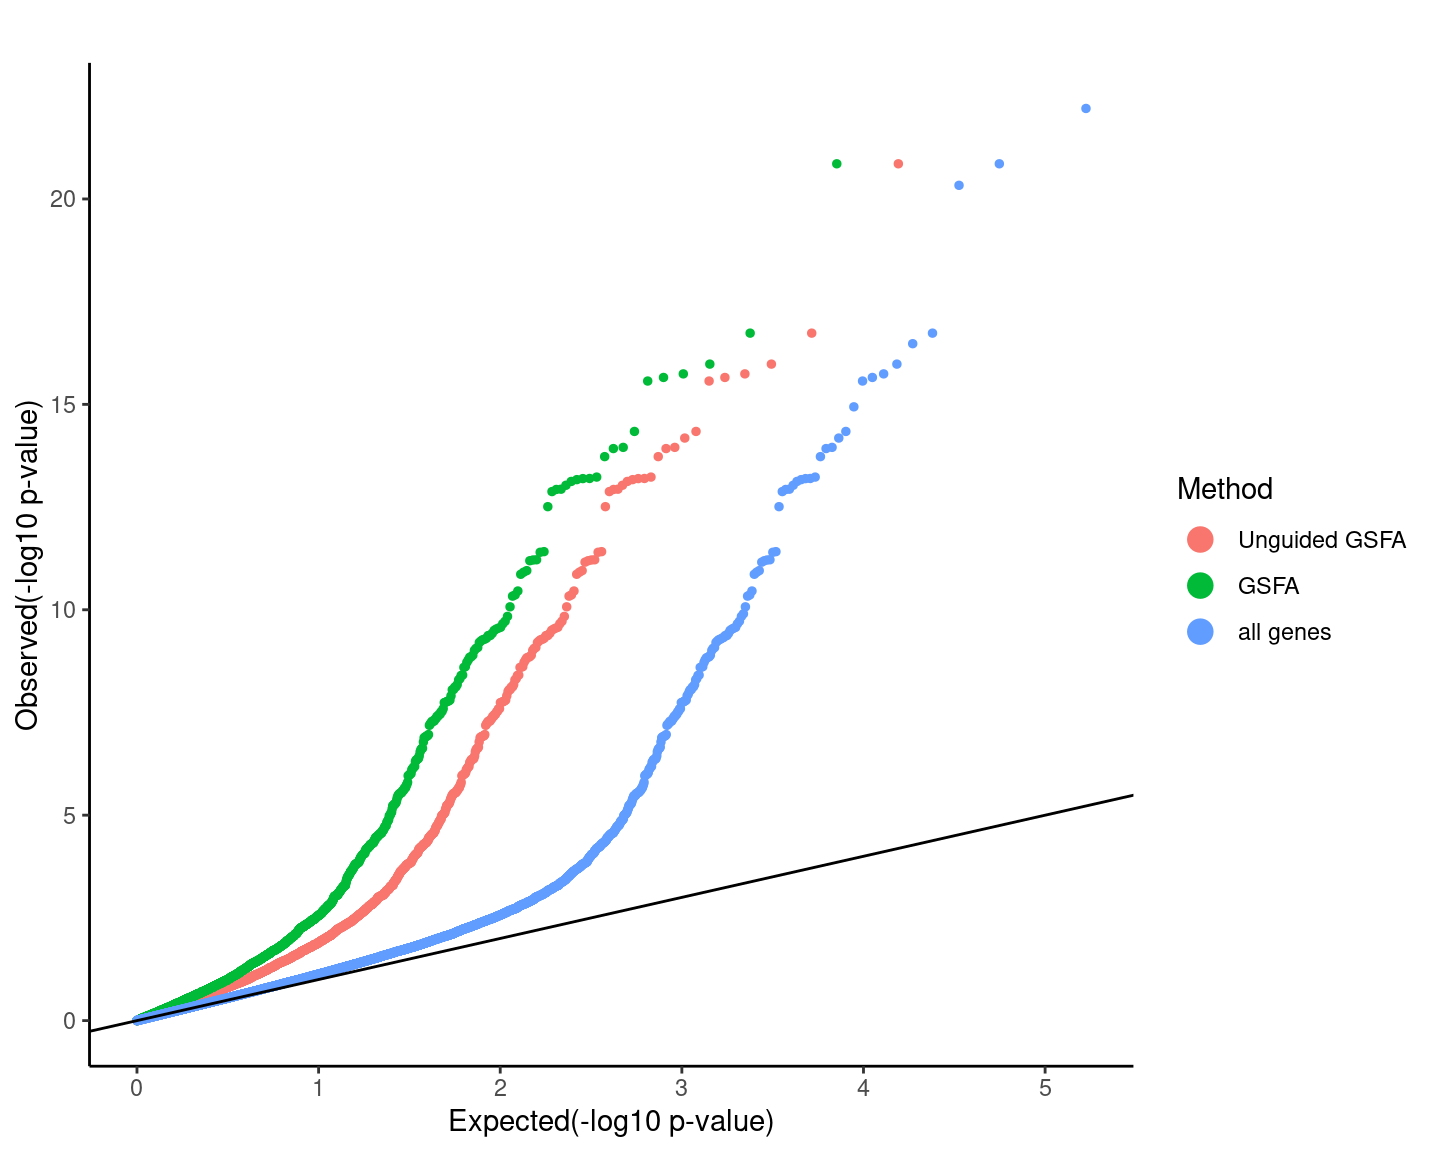 Observed(-log10 p-value)
20
15
10
5
0
0 1 2 3 4 5
Expected(-log10 p-value)
Method
Unguided GSFA
GSFA
all genes